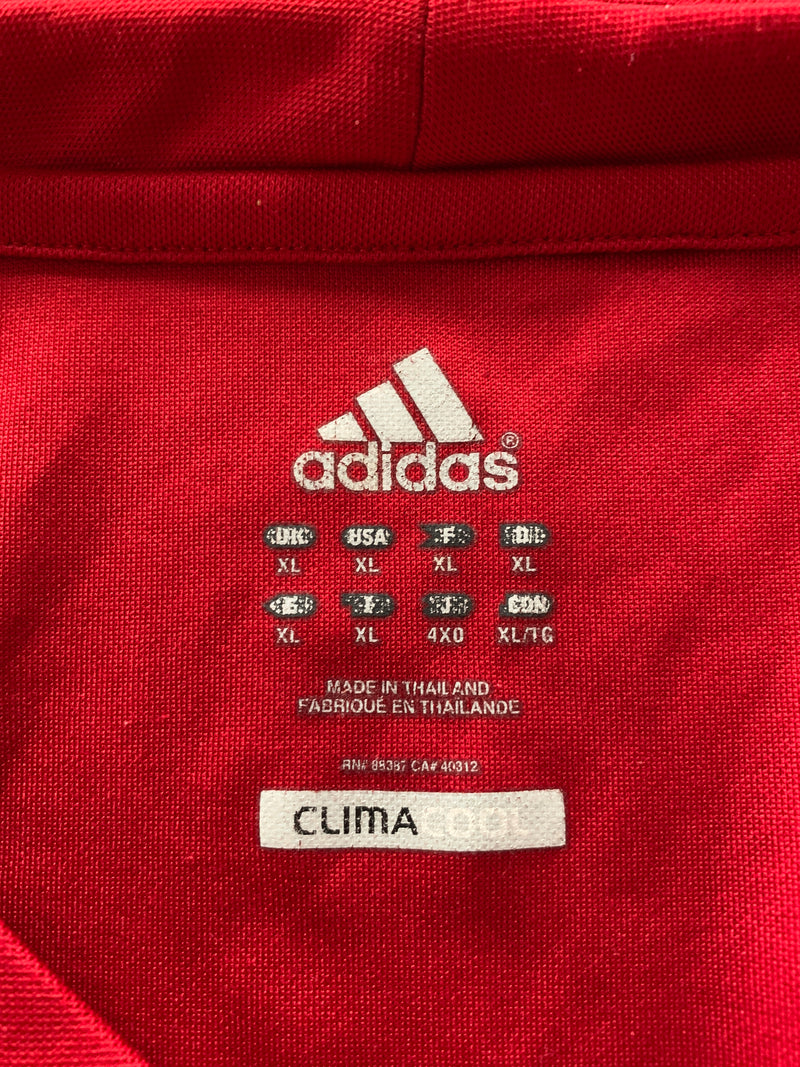 adidas®
UK USA F D
XL XL XL XL
E I J CDN
XL XL 4XO XL/TG
MADE IN THAILAND
FABRIQUÉ EN THAÏLANDE
RN# 88387 CA# 40312
CLIMACOOL